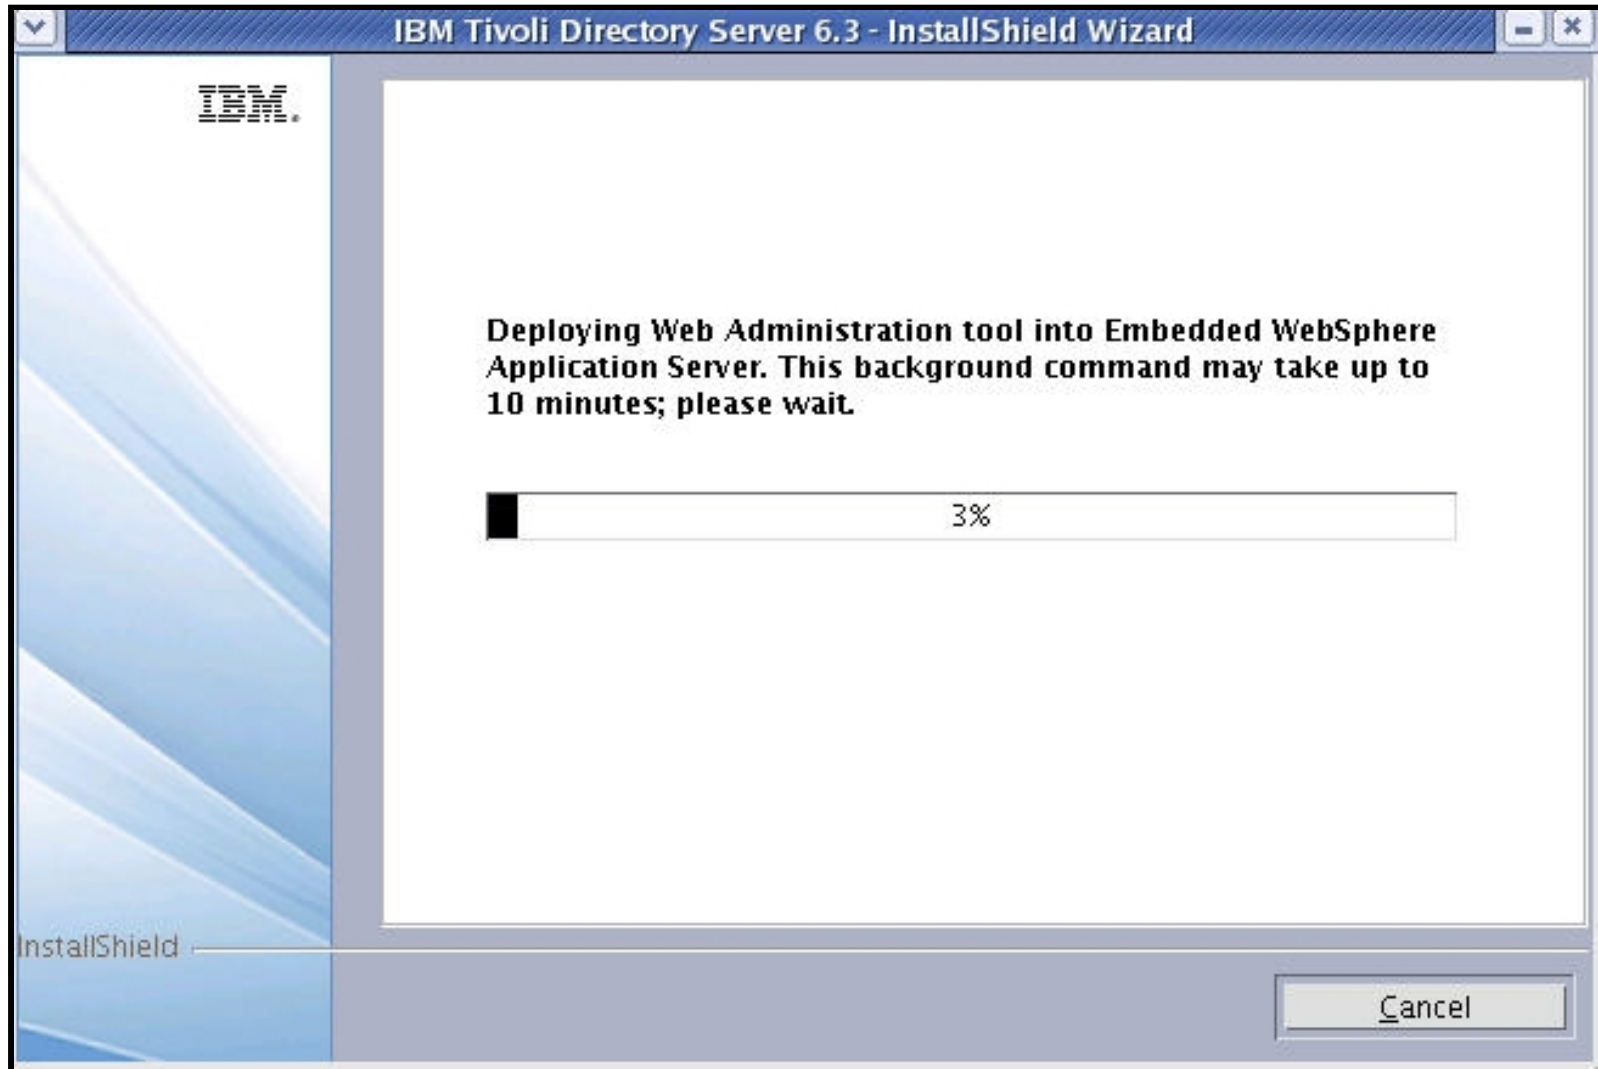 IBM Tivoli Directory Server 6.3 - InstallShield Wizard
IBM.
Deploying Web Administration tool into Embedded WebSphere
Application Server. This background command may take up to
10 minutes; please wait.
3%
InstallShield
Cancel